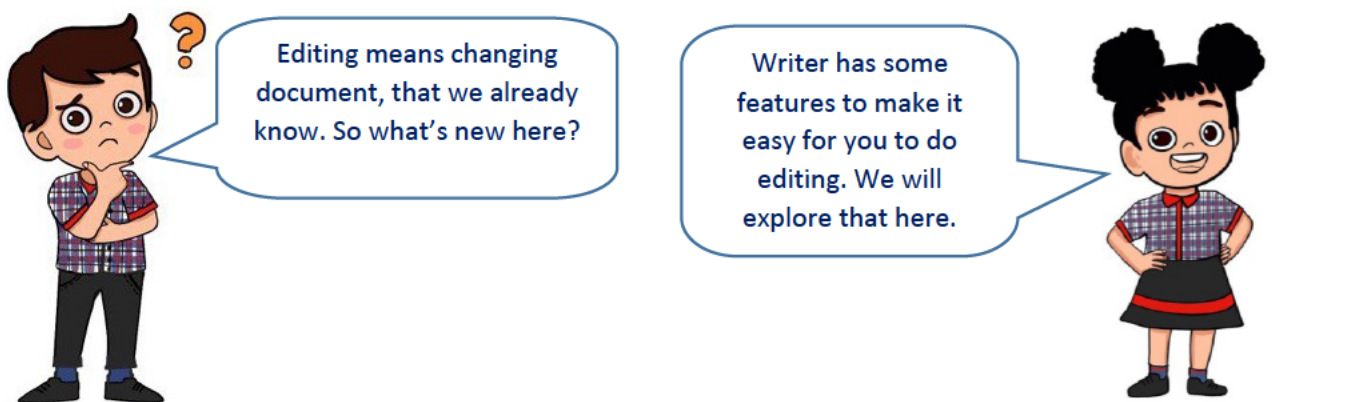 ?
Editing means changing
document, that we already
know. So what’s new here?
Writer has some
features to make it
easy for you to do
editing. We will
explore that here.